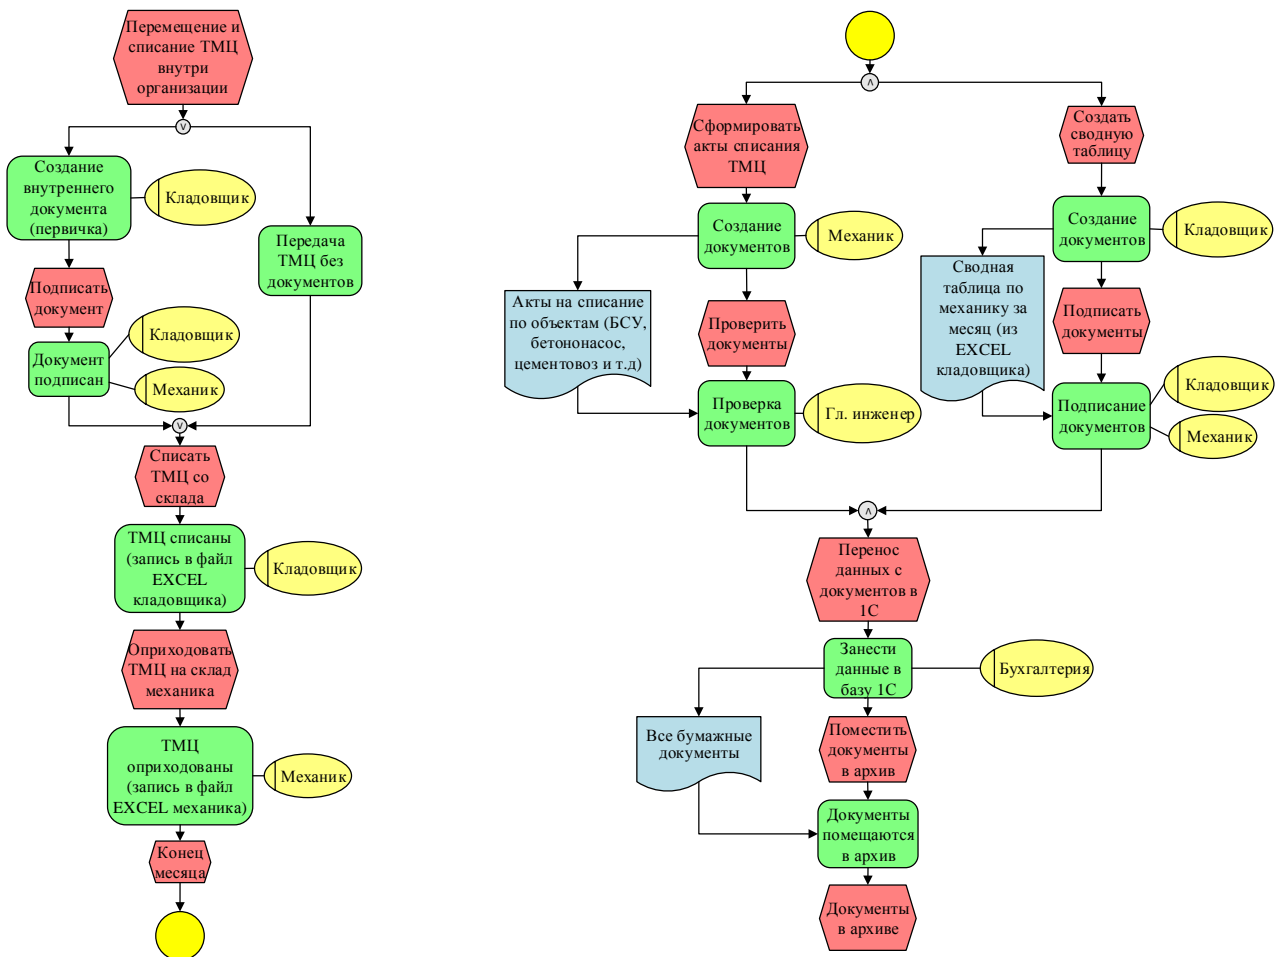 Перемещение и
списание ТМЦ
внутри
организации
v
Создание
внутреннего
документа
(первичка)
Кладовщик
Передача
ТМЦ без
документов
Подписать
документ
Кладовщик
Документ
подписан
Механик
v
Списать
ТМЦ со
склада
ТМЦ списаны
(запись в файл
EXCEL
кладовщика)
Кладовщик
Оприходовать
ТМЦ на склад
механика
ТМЦ
оприходованы
(запись в файл
EXCEL механика)
Механик
Конец
месяца
ʌ
Сформировать
акты списания
ТМЦ
Создание
документов
Механик
Акты на списание
по объектам (БСУ,
бетононасос,
цементовоз и т.д)
Проверить
документы
Проверка
документов
Гл. инженер
Создать
сводную
таблицу
Создание
документов
Кладовщик
Сводная
таблица по
механику за
месяц (из
EXCEL
кладовщика)
Подписать
документы
Кладовщик
Подписание
документов
Механик
ʌ
Перенос
данных с
документов в
1С
Занести
данные в
базу 1С
Бухгалтерия
Все бумажные
документы
Поместить
документы
в архив
Документы
помещаются
в архив
Документы
в архиве